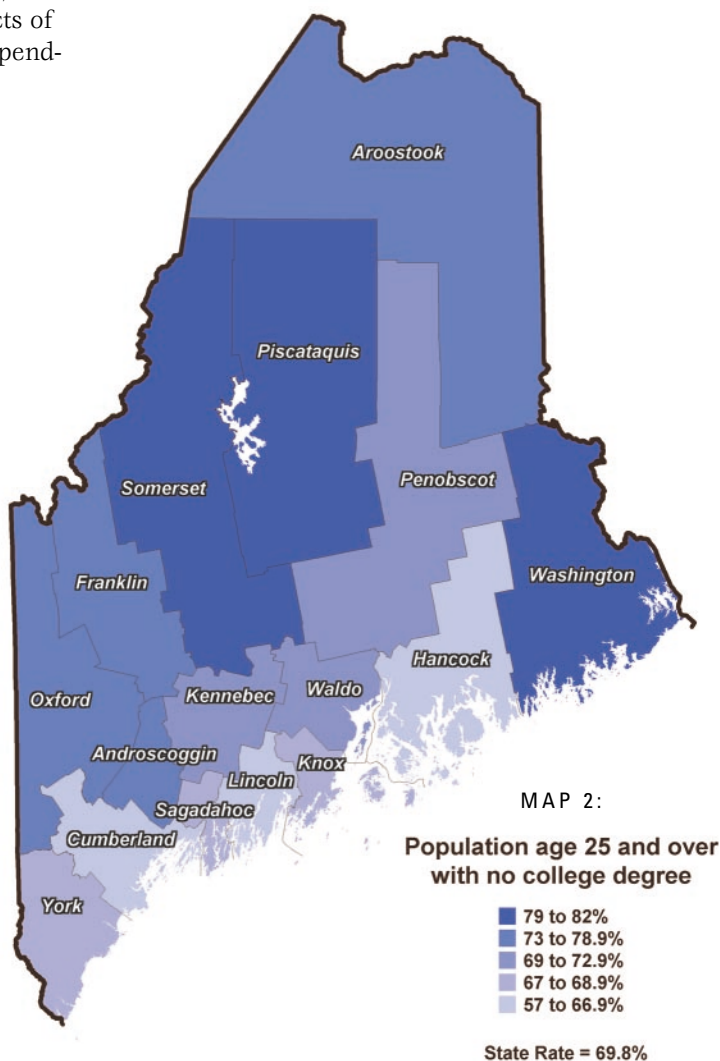 cts of
pend-
Aroostook
Piscataquis
Somerset
Penobscot
Washington
Franklin
Hancock
Oxford
Kennebec
Waldo
Androscoggin
Knox
Lincoln
Sagadahoc
Cumberland
York
MAP 2:
Population age 25 and over
with no college degree
79 to 82%
73 to 78.9%
69 to 72.9%
67 to 68.9%
57 to 66.9%
State Rate = 69.8%